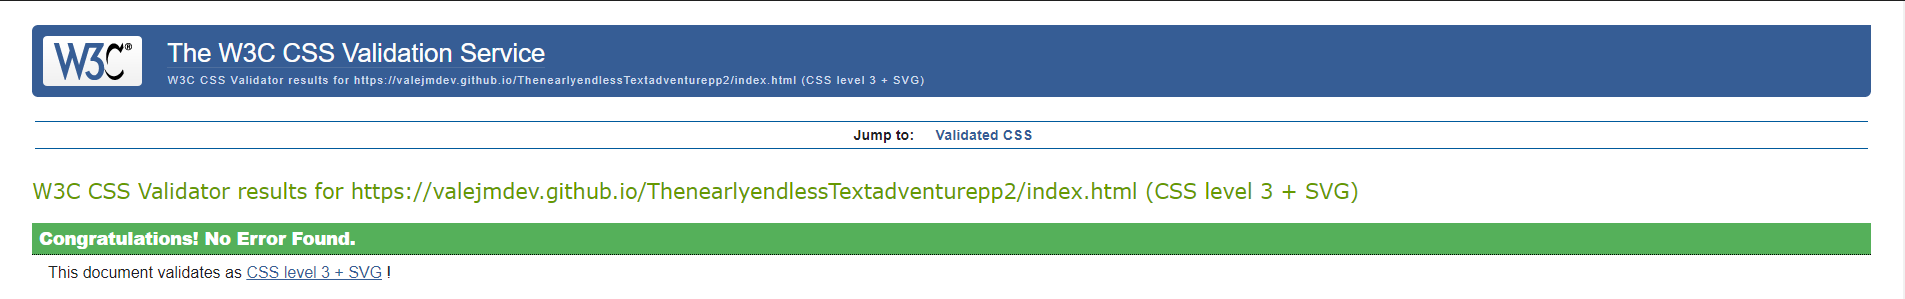 W3C®
The W3C CSS Validation Service
W3C CSS Validator results for https://valejmdev.github.io/ThenearlyendlessTextadventurepp2/index.html (CSS level 3 + SVG)
Jump to: Validated CSS
W3C CSS Validator results for https://valejmdev.github.io/ThenearlyendlessTextadventurepp2/index.html (CSS level 3 + SVG)
Congratulations! No Error Found.
This document validates as CSS level 3 + SVG !